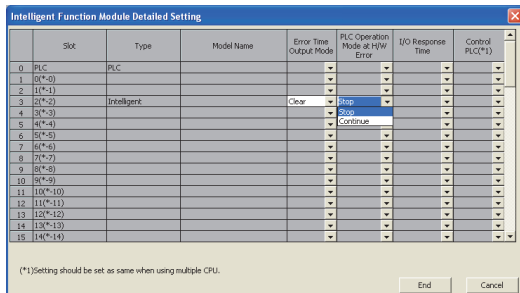 Intelligent Function Module Detailed Setting
Slot Type Model Name Error Time Output Mode PLC Operation Mode at H/W Error I/O Response Time Control PLC(*1)
0 PLC PLC
1 0(*-0)
2 1(*-1)
3 2(*-2) Intelligent Clear Stop
Stop
4 3(*-3)
Continue
5 4(*-4)
6 5(*-5)
7 6(*-6)
8 7(*-7)
9 8(*-8)
10 9(*-9)
11 10(*-10)
12 11(*-11)
13 12(*-12)
14 13(*-13)
15 14(*-14)
(*1)Setting should be set as same when using multiple CPU.
End Cancel